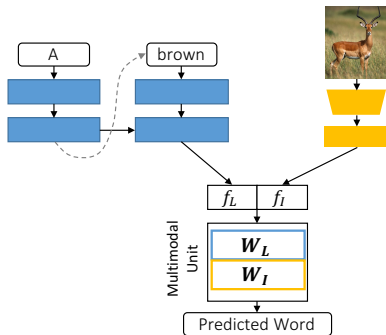 A
brown
f_L f_I
Multimodal
Unit
W_L
W_I
Predicted Word